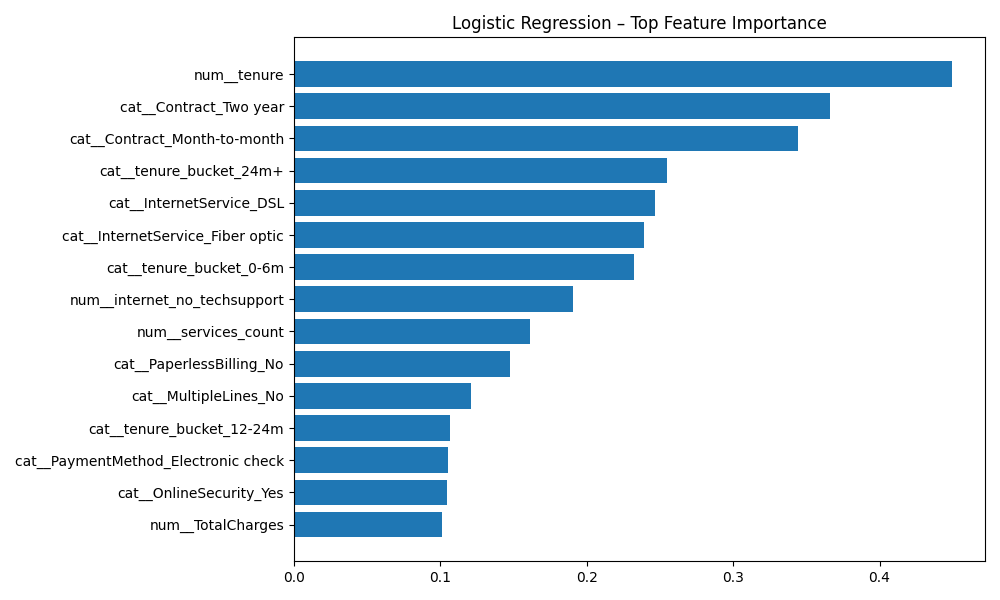 Logistic Regression – Top Feature Importance
num__tenure
cat__Contract_Two year
cat__Contract_Month-to-month
cat__tenure_bucket_24m+
cat__InternetService_DSL
cat__InternetService_Fiber optic
cat__tenure_bucket_0-6m
num__internet_no_techsupport
num__services_count
cat__PaperlessBilling_No
cat__MultipleLines_No
cat__tenure_bucket_12-24m
cat__PaymentMethod_Electronic check
cat__OnlineSecurity_Yes
num__TotalCharges
0.0 0.1 0.2 0.3 0.4